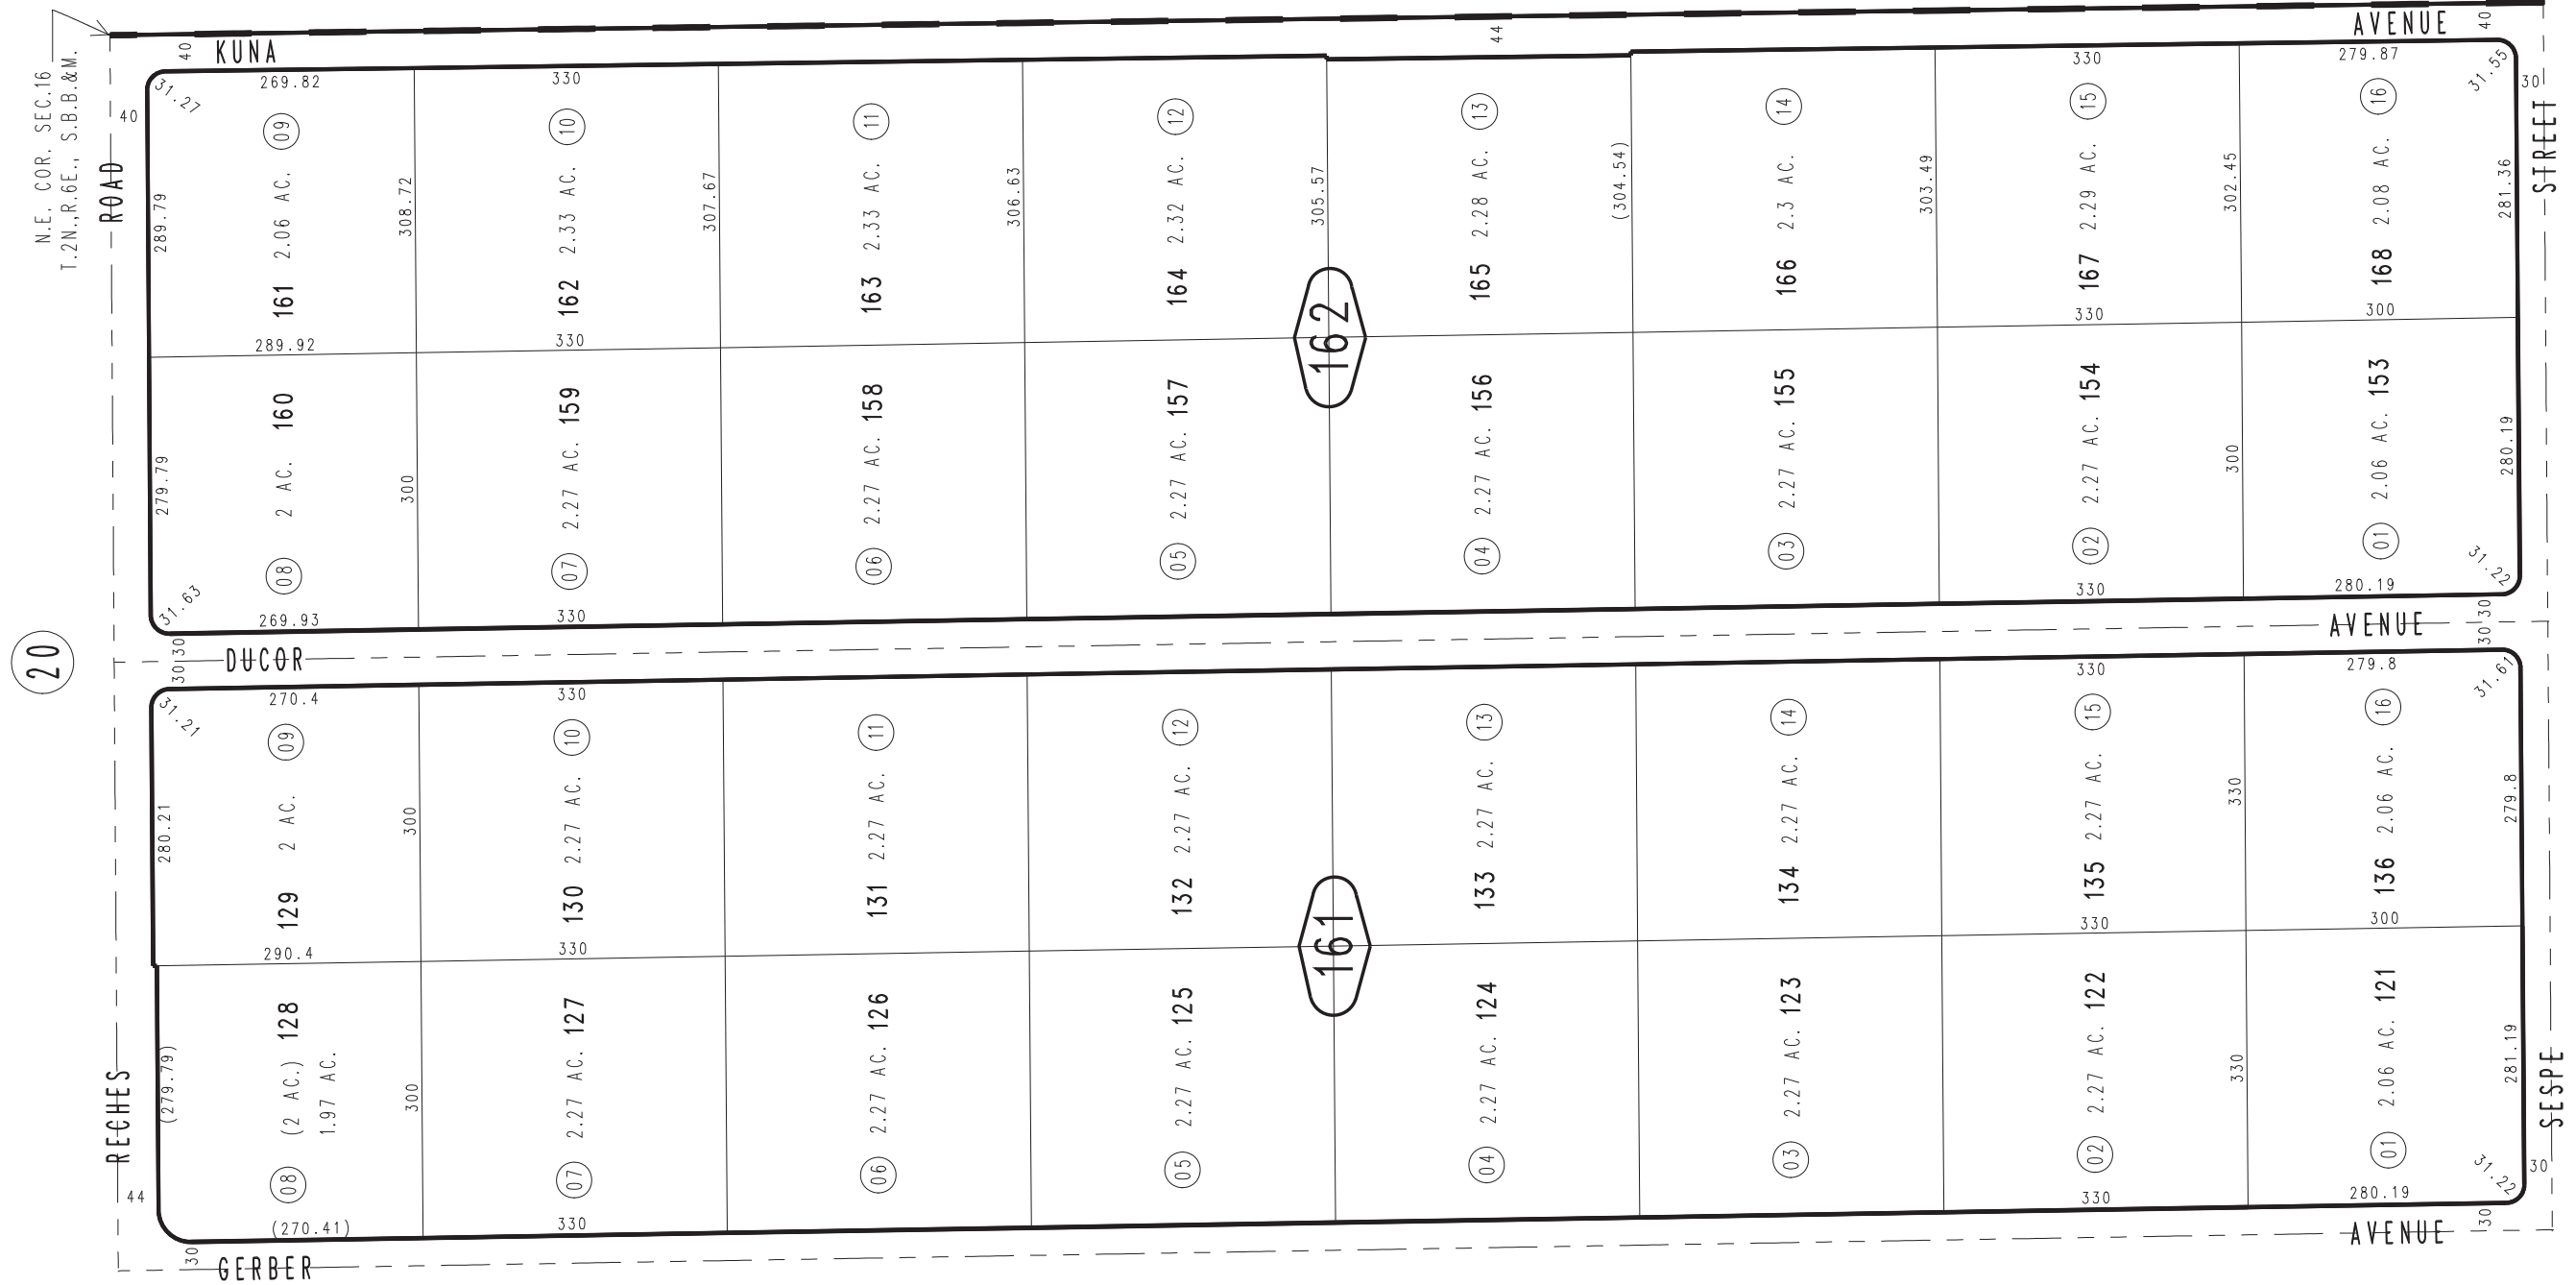 N.E. COR. SEC.16
T.2N.,R.6E., S.B.B.&M.
KUNA
AVENUE
40
44
40
40
30
ROAD
STREET
31.27
269.82
330
330
279.87
31.55
09
10
11
12
13
14
15
16
289.79
2.06 AC.
308.72
2.33 AC.
307.67
2.33 AC.
306.63
2.32 AC.
305.57
2.28 AC.
(304.54)
2.3 AC.
303.49
2.29 AC.
302.45
2.08 AC.
281.36
161
162
163
164
165
166
167
168
289.92
330
162
330
300
160
159
158
157
156
155
154
153
279.79
2 AC.
300
2.27 AC.
2.27 AC.
2.27 AC.
2.27 AC.
2.27 AC.
2.27 AC.
300
2.06 AC.
280.19
08
07
06
05
04
03
02
01
31.63
269.93
330
330
280.19
31.22
20
30
30
DUCOR
AVENUE
30
30
31.21
270.4
330
330
279.8
31.61
09
10
11
12
13
14
15
16
280.21
2 AC.
300
2.27 AC.
2.27 AC.
2.27 AC.
2.27 AC.
2.27 AC.
2.27 AC.
330
2.06 AC.
279.8
129
130
131
132
133
134
135
136
290.4
330
161
330
300
128
127
126
125
124
123
122
121
(279.79)
(2 AC.)
1.97 AC.
300
2.27 AC.
2.27 AC.
2.27 AC.
2.27 AC.
2.27 AC.
2.27 AC.
330
2.06 AC.
281.19
08
07
06
05
04
03
02
01
RECHES
SESPE
44
30
(270.41)
330
330
280.19
31.22
30
GERBER
AVENUE
30